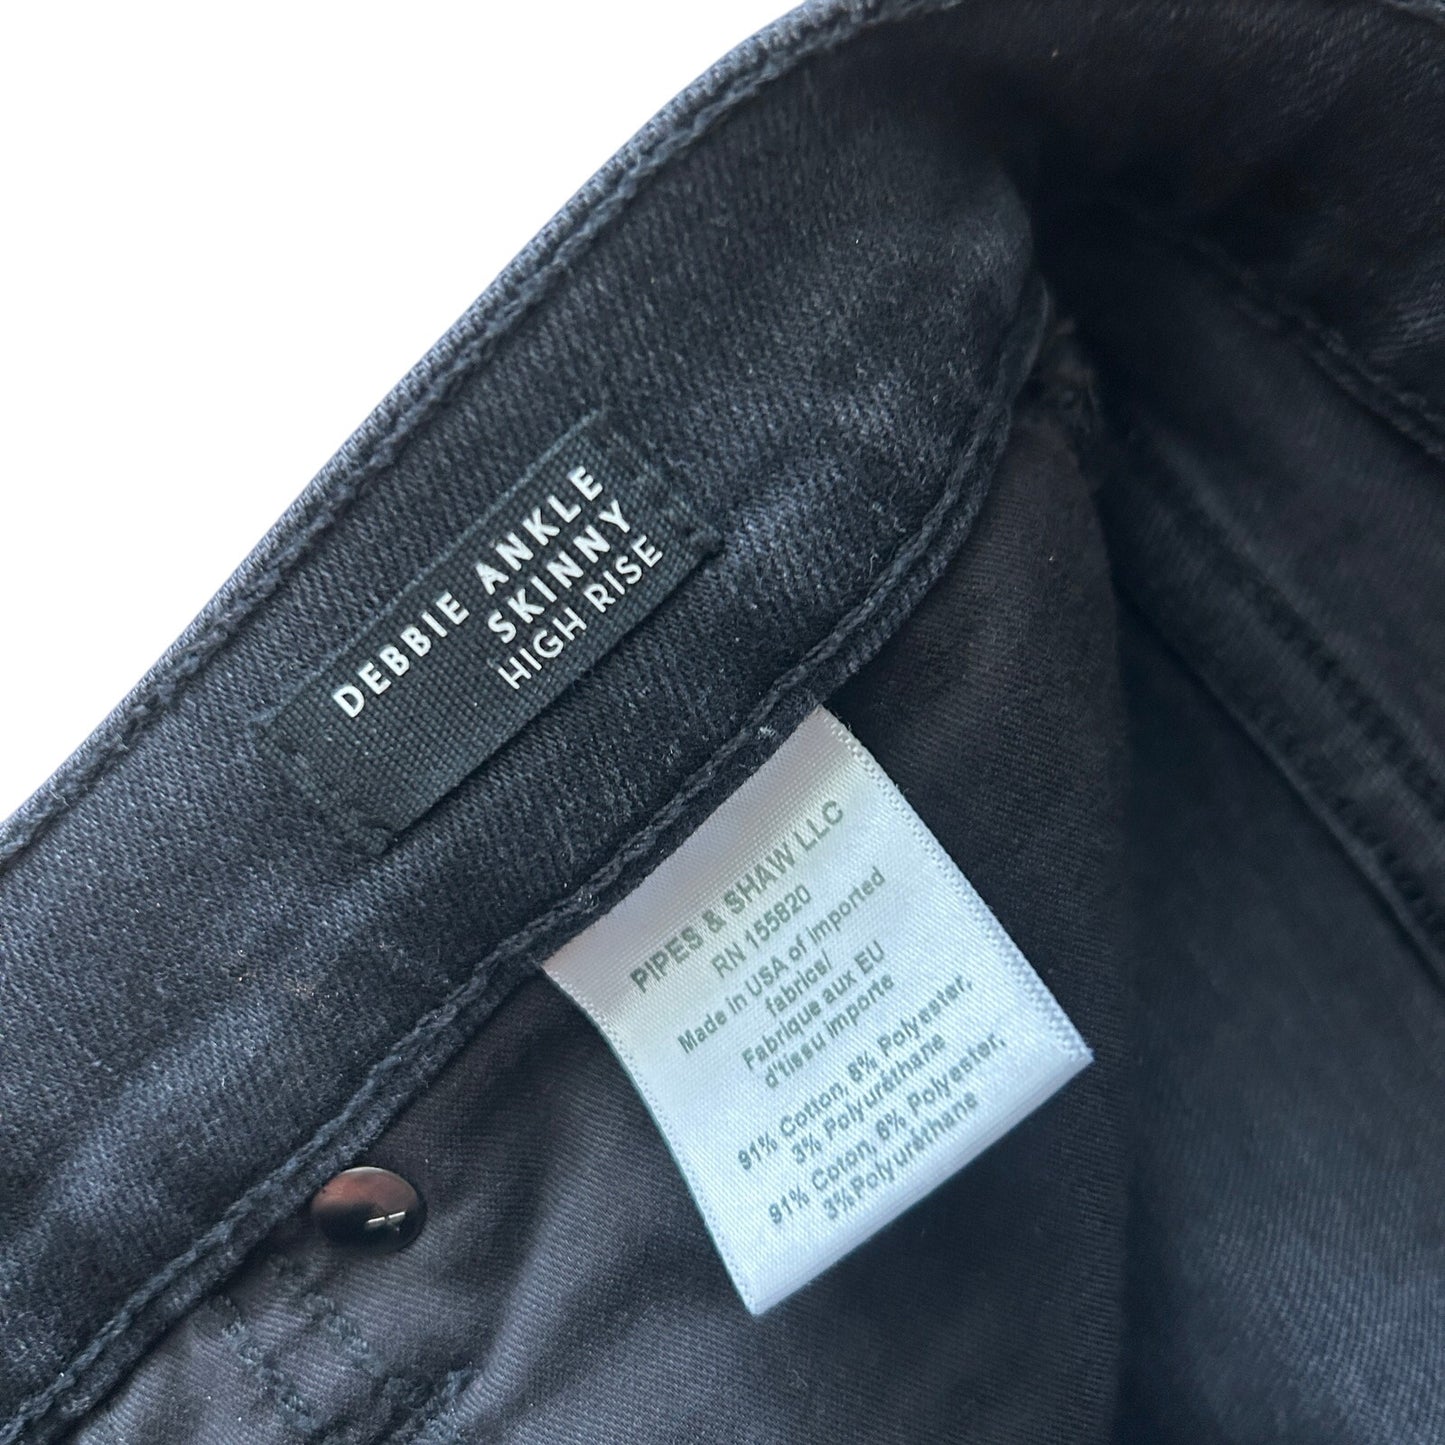 DEBBIE ANKLE
SKINNY
HIGH RISE
PIPES & SHAW LLC
RN 155820
Made in USA of imported
fabrics/
Fabrique aux EU
d'tissu importe
91% Cotton, 6% Polyester,
3% Polyuréthane
91% Coton, 6% Polyester,
3%Polyuréthane